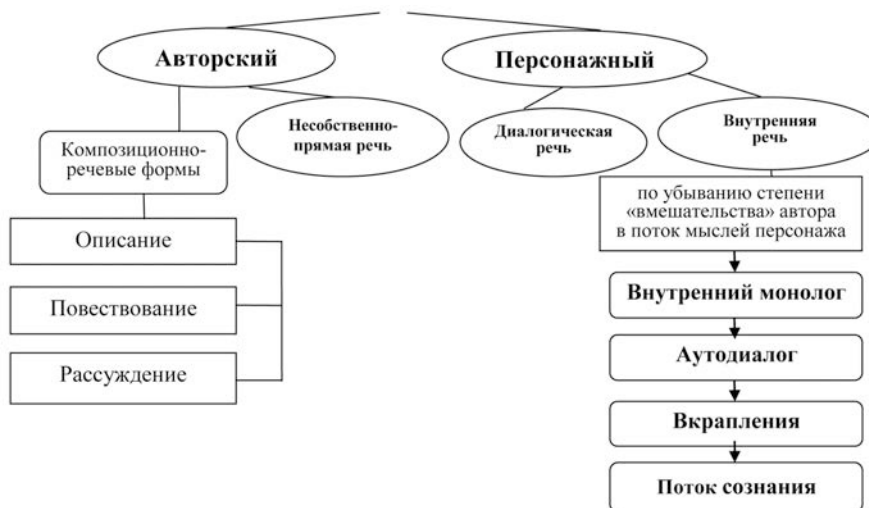 Авторский
Персонажный
Несобственно-
прямая речь
Диалогическая
речь
Внутренняя
речь
Композиционно-
речевые формы
по убыванию степени
«вмешательства» автора
в поток мыслей персонажа
Описание
Повествование
Рассуждение
Внутренний монолог
Аутодиалог
Вкрапления
Поток сознания